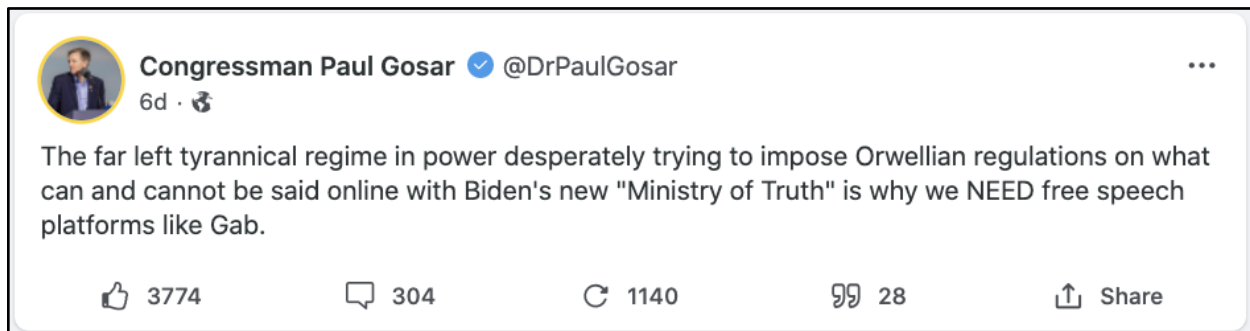 Congressman Paul Gosar @DrPaulGosar
6d ·
The far left tyrannical regime in power desperately trying to impose Orwellian regulations on what
can and cannot be said online with Biden's new "Ministry of Truth" is why we NEED free speech
platforms like Gab.
3774 304 1140 28 Share